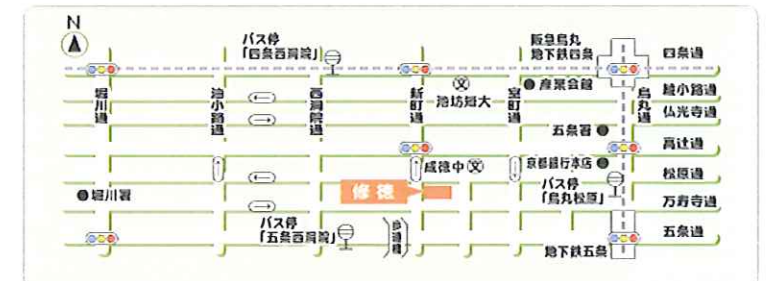 N
バス停
「四条西洞院」
阪急烏丸
地下鉄四条
四条通
産業会館
綾小路通
堀川通
油小路通
西洞院通
新町通
池坊短大
室町通
烏丸通
仏光寺通
五条署
高辻通
成徳中
京都銀行本店
松原通
修徳
堀川署
バス停
「烏丸松原」
万寿寺通
バス停
「五条西洞院」
歩道橋
五条通
地下鉄五条